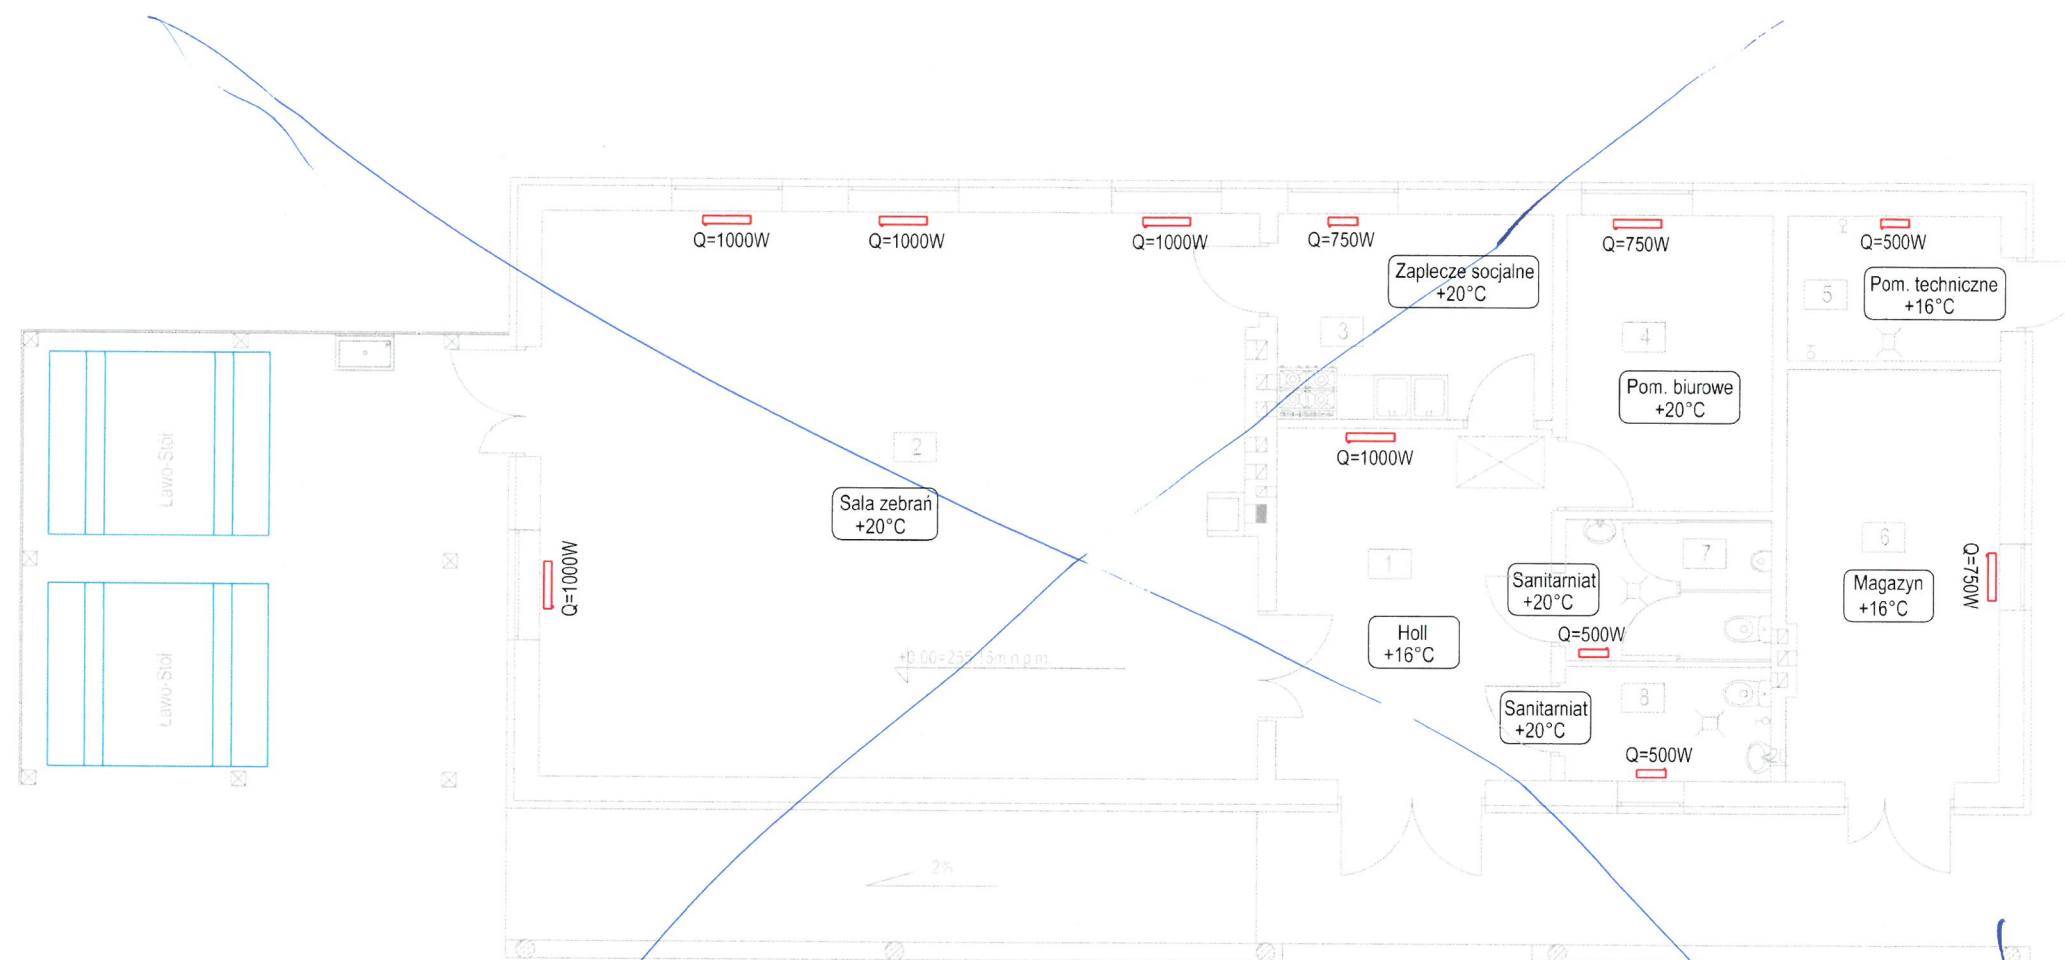 Q=1000W
Q=1000W
Q=1000W
Q=750W
Q=750W
Q=500W
Zaplecze socjalne
+20°C
Pom. techniczne
+16°C
5
3
4
Pom. biurowe
+20°C
Ławo-Stół
2
Q=1000W
Sala zebrań
+20°C
Q=1000W
1
7
6
Sanitarniat
+20°C
Magazyn
+16°C
Q=750W
Q=500W
Holl
+16°C
Ławo-Stół
8
Sanitarniat
+20°C
Q=500W
2%